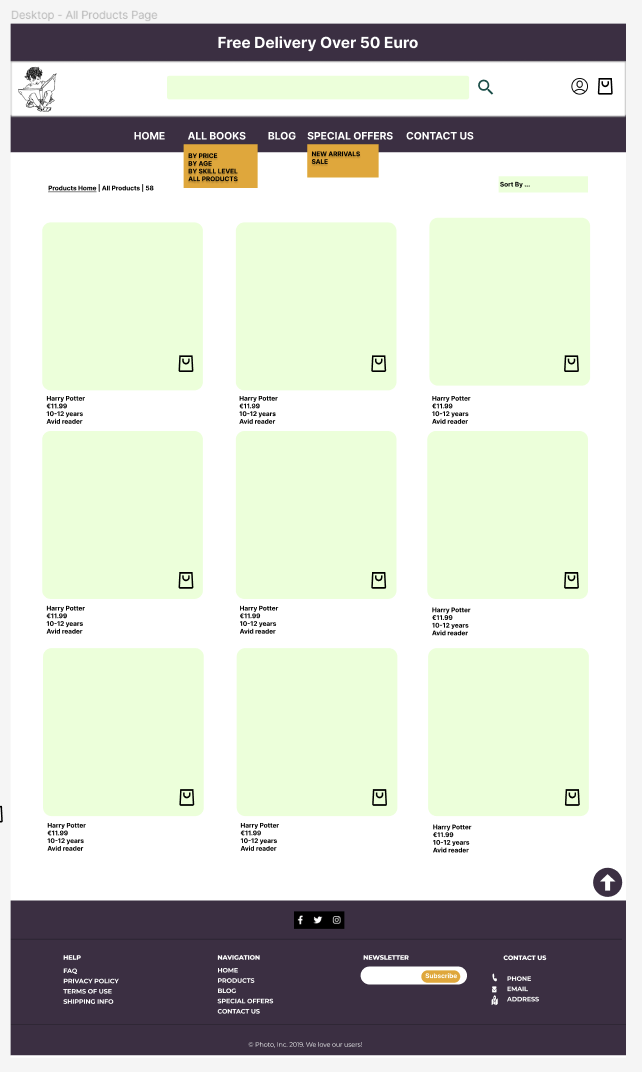 Desktop - All Products Page
Free Delivery Over 50 Euro
HOME ALL BOOKS BLOG SPECIAL OFFERS CONTACT US
BY PRICE
BY AGE
BY SKILL LEVEL
ALL PRODUCTS
NEW ARRIVALS
SALE
Products Home | All Products | 58
Sort By ...
Harry Potter
€11.99
10-12 years
Avid reader
Harry Potter
€11.99
10-12 years
Avid reader
Harry Potter
€11.99
10-12 years
Avid reader
Harry Potter
€11.99
10-12 years
Avid reader
Harry Potter
€11.99
10-12 years
Avid reader
Harry Potter
€11.99
10-12 years
Avid reader
Harry Potter
€11.99
10-12 years
Avid reader
Harry Potter
€11.99
10-12 years
Avid reader
Harry Potter
€11.99
10-12 years
Avid reader
HELP
FAQ
PRIVACY POLICY
TERMS OF USE
SHIPPING INFO
NAVIGATION
HOME
PRODUCTS
BLOG
SPECIAL OFFERS
CONTACT US
NEWSLETTER
Subscribe
CONTACT US
PHONE
EMAIL
ADDRESS
© Photo, Inc. 2019. We love our users!